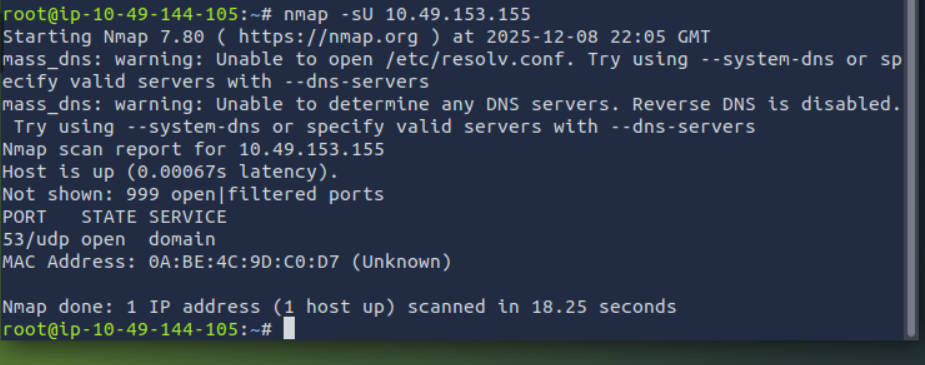 root@ip-10-49-144-105:~# nmap -sU 10.49.153.155
Starting Nmap 7.80 ( https://nmap.org ) at 2025-12-08 22:05 GMT
mass_dns: warning: Unable to open /etc/resolv.conf. Try using --system-dns or sp
ecify valid servers with --dns-servers
mass_dns: warning: Unable to determine any DNS servers. Reverse DNS is disabled.
 Try using --system-dns or specify valid servers with --dns-servers
Nmap scan report for 10.49.153.155
Host is up (0.00067s latency).
Not shown: 999 open|filtered ports
PORT   STATE SERVICE
53/udp open  domain
MAC Address: 0A:BE:4C:9D:C0:D7 (Unknown)

Nmap done: 1 IP address (1 host up) scanned in 18.25 seconds
root@ip-10-49-144-105:~#